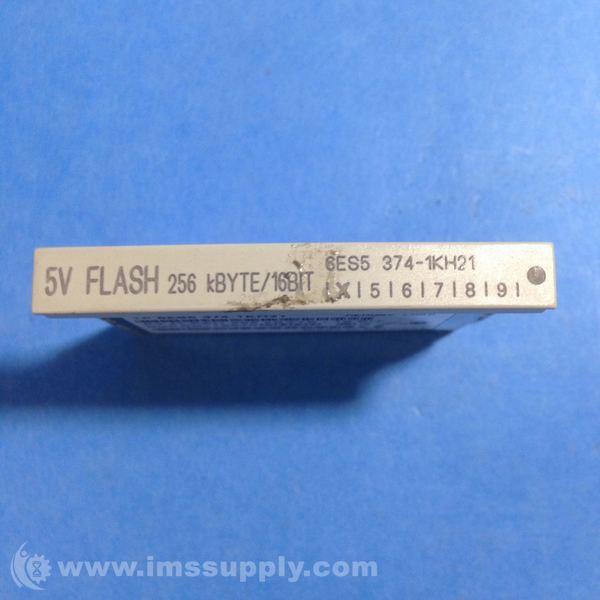 5V FLASH 256 kBYTE/16BIT
6ES5 374-1KH21
X|5|6|7|8|9|
www.imssupply.com